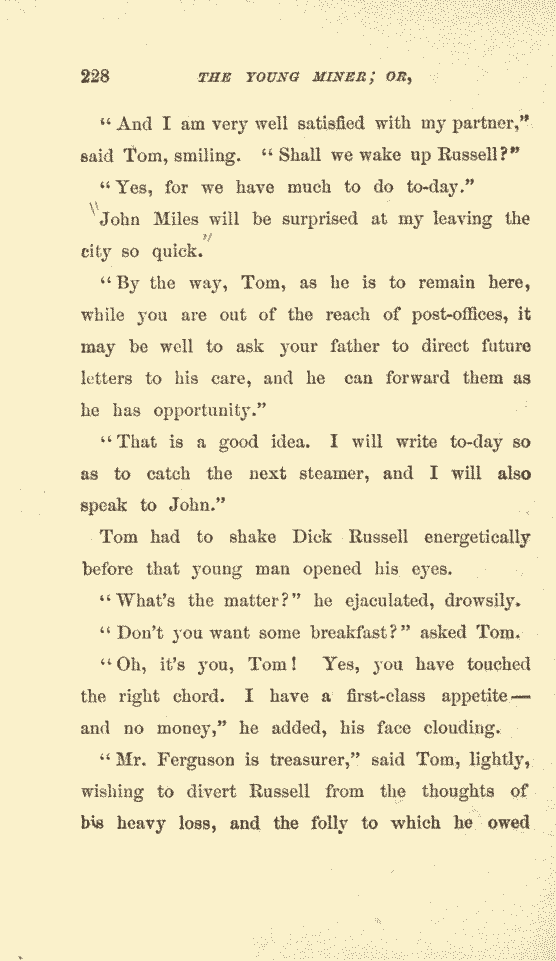 228 THE YOUNG MINER; OR,
“And I am very well satisfied with my partner,”
said Tom, smiling. “Shall we wake up Russell?”
“Yes, for we have much to do to-day.”
"John Miles will be surprised at my leaving the
city so quick."
“By the way, Tom, as he is to remain here,
while you are out of the reach of post-offices, it
may be well to ask your father to direct future
letters to his care, and he can forward them as
he has opportunity.”
“That is a good idea. I will write to-day so
as to catch the next steamer, and I will also
speak to John.”
Tom had to shake Dick Russell energetically
before that young man opened his eyes.
“What's the matter?” he ejaculated, drowsily.
“Don't you want some breakfast?” asked Tom.
“Oh, it's you, Tom! Yes, you have touched
the right chord. I have a first-class appetite—
and no money,” he added, his face clouding.
“Mr. Ferguson is treasurer,” said Tom, lightly,
wishing to divert Russell from the thoughts of
his heavy loss, and the folly to which he owed